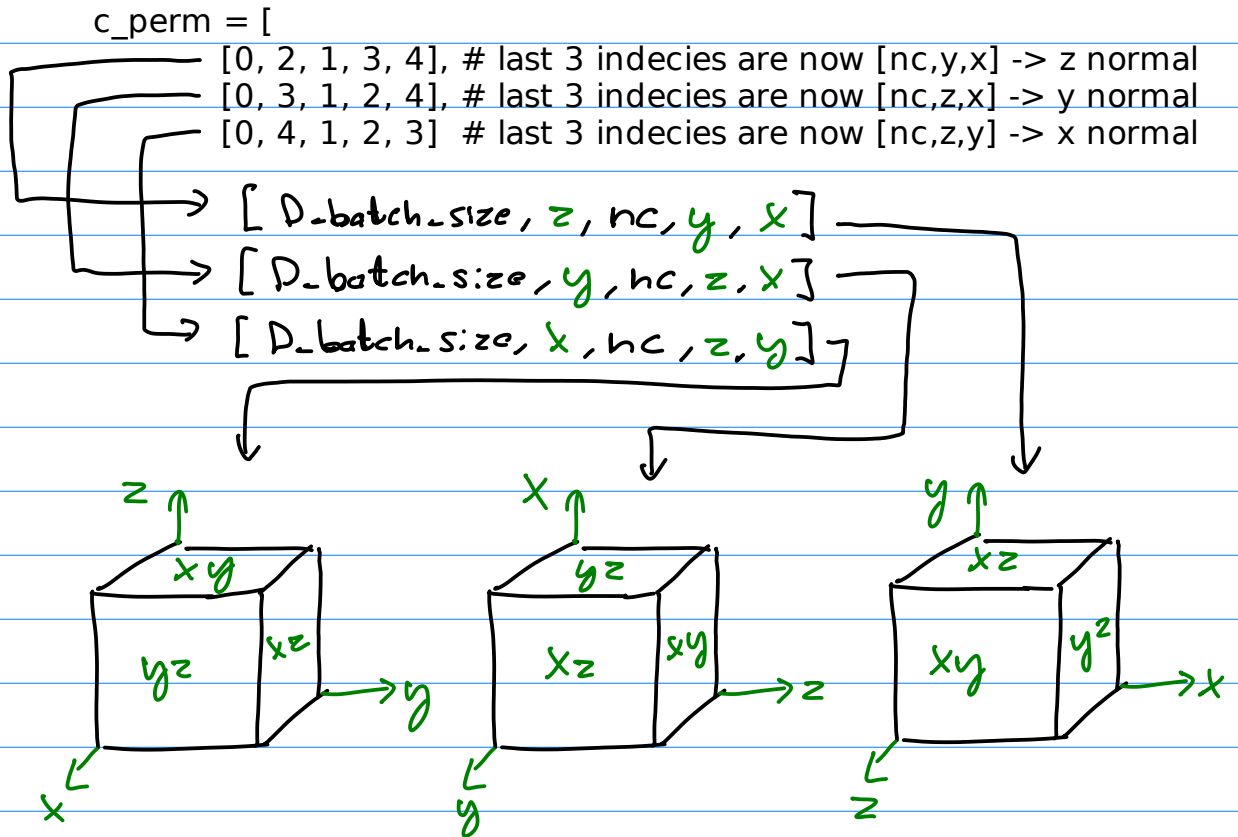 c_perm = [
[0, 2, 1, 3, 4], # last 3 indecies are now [nc,y,x] -> z normal
[0, 3, 1, 2, 4], # last 3 indecies are now [nc,z,x] -> y normal
[0, 4, 1, 2, 3] # last 3 indecies are now [nc,z,y] -> x normal
[D_batch_size, z, nc, y, x]
[D_batch_size, y, nc, z, x]
[D_batch_size, x, nc, z, y]
z
xy
yz
xz
y
x
x
yz
xz
xy
z
y
y
xz
xy
yz
x
z